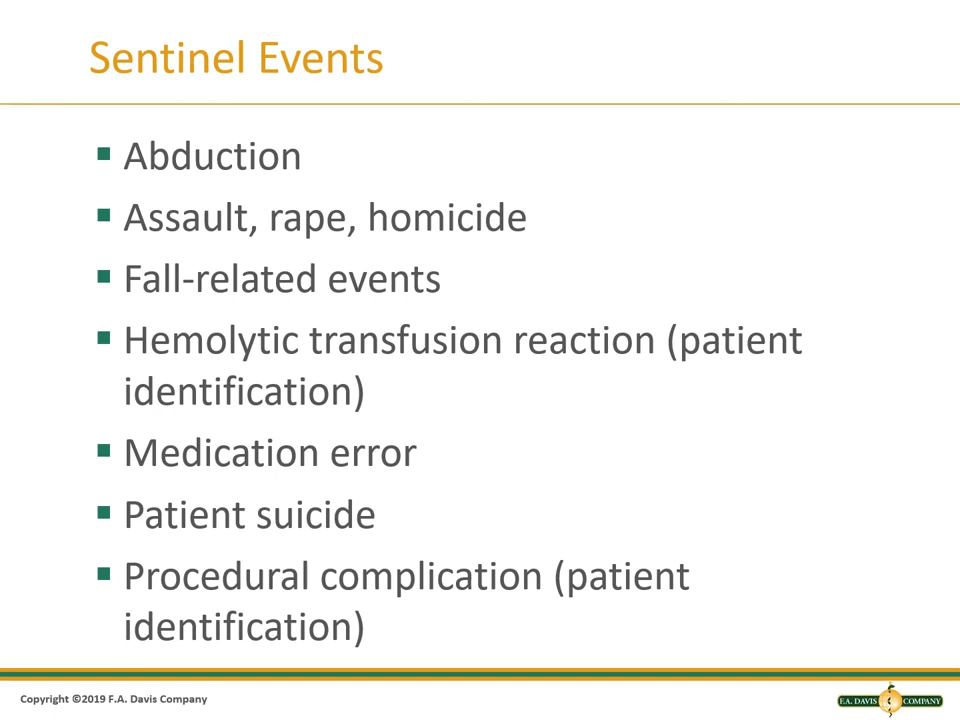 Sentinel Events
▪ Abduction
▪ Assault, rape, homicide
▪ Fall-related events
▪ Hemolytic transfusion reaction (patient
identification)
▪ Medication error
▪ Patient suicide
▪ Procedural complication (patient
identification)
Copyright ©2019 F.A. Davis Company
F.A. DAVIS COMPANY